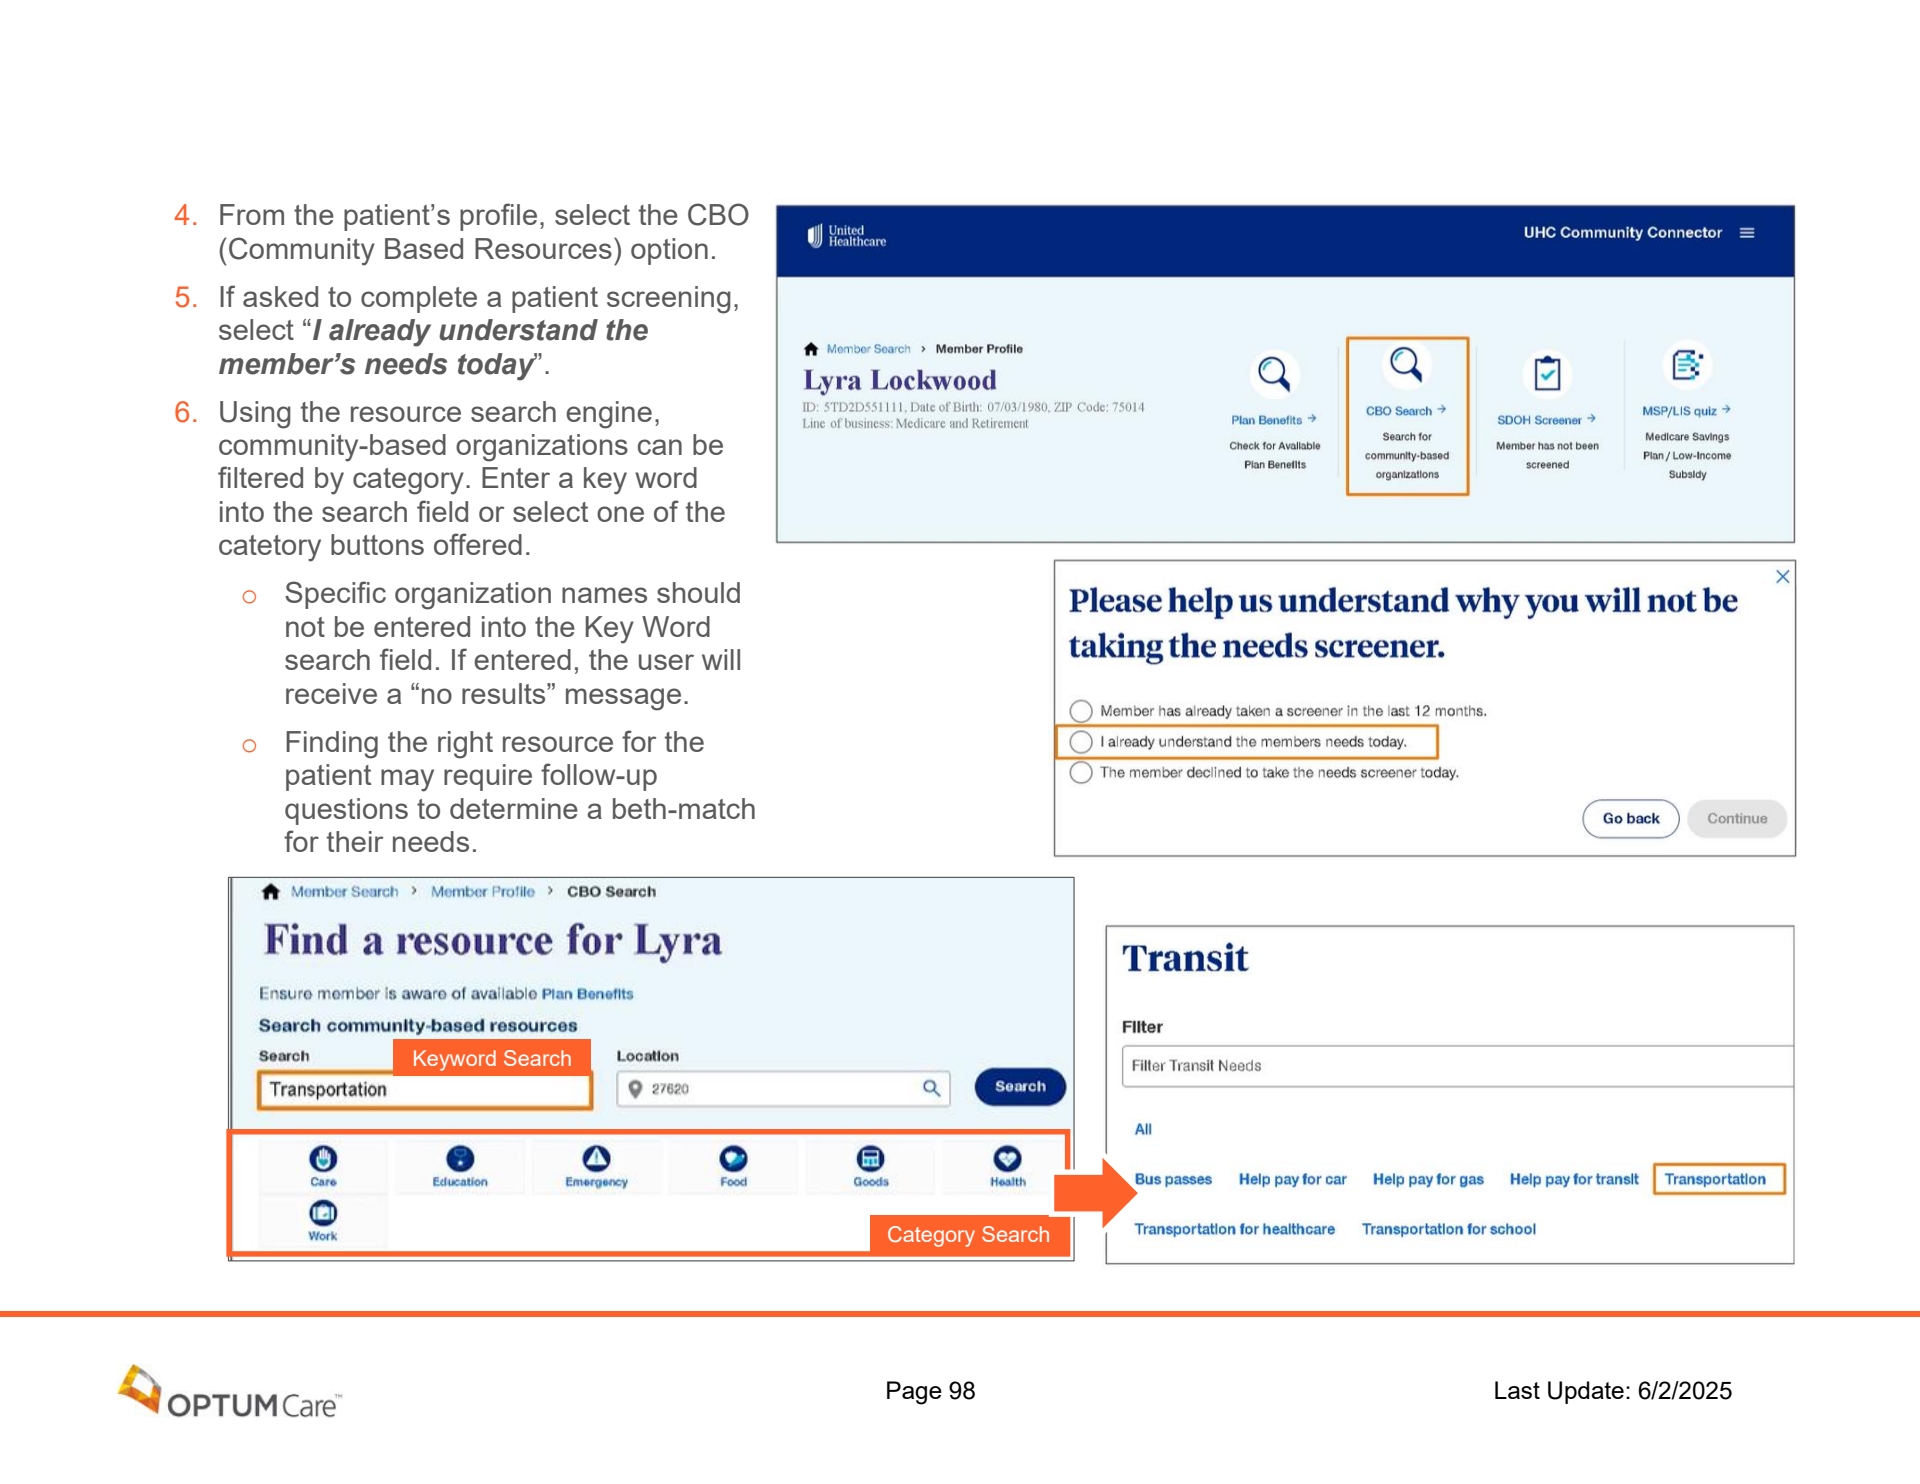 4. From the patient’s profile, select the CBO
(Community Based Resources) option.
5. If asked to complete a patient screening,
select “I already understand the
member’s needs today”.
6. Using the resource search engine,
community-based organizations can be
filtered by category. Enter a key word
into the search field or select one of the
catetory buttons offered.
o Specific organization names should
not be entered into the Key Word
search field. If entered, the user will
receive a “no results” message.
o Finding the right resource for the
patient may require follow-up
questions to determine a beth-match
for their needs.
United
Healthcare
UHC Community Connector
Member Search > Member Profile
Lyra Lockwood
ID: 5TD2D551111, Date of Birth: 07/03/1980, ZIP Code: 75014
Line of business: Medicare and Retirement
Plan Benefits →
Check for Available
Plan Benefits
CBO Search →
Search for
community-based
organizations
SDOH Screener →
Member has not been
screened
MSP/LIS quiz →
Medicare Savings
Plan / Low-Income
Subsidy
Please help us understand why you will not be
taking the needs screener.
Member has already taken a screener in the last 12 months.
I already understand the members needs today.
The member declined to take the needs screener today.
Go back
Continue
Member Search > Member Profile > CBO Search
Find a resource for Lyra
Ensure member is aware of available Plan Benefits
Search community-based resources
Search
Keyword Search
Location
Transportation
27620
Search
Care
Education
Emergency
Food
Goods
Health
Work
Category Search
Transit
Filter
Filter Transit Needs
All
Bus passes Help pay for car Help pay for gas Help pay for transit Transportation
Transportation for healthcare Transportation for school
OPTUMCare™
Page 98
Last Update: 6/2/2025